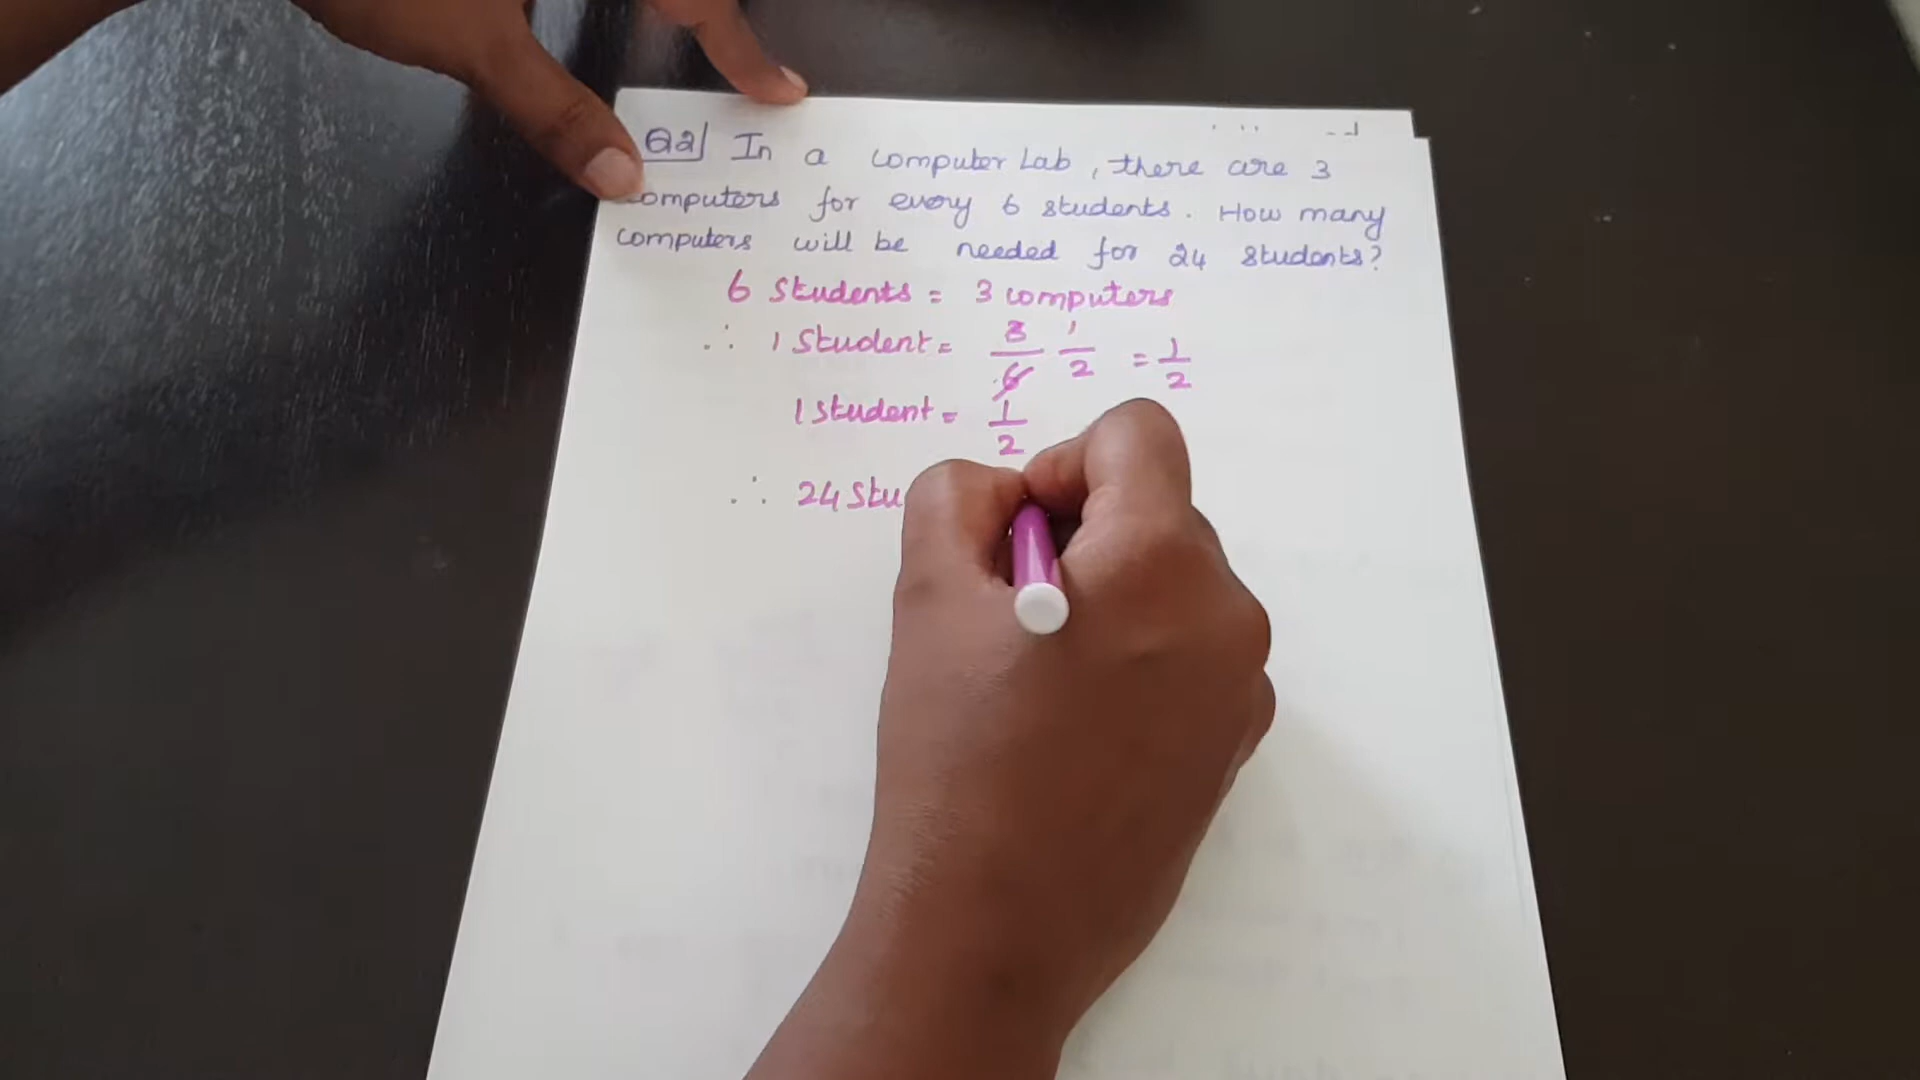 Q2 In a computer Lab, there are 3
computers for every 6 students. How many
computers will be needed for 24 students?
6 Students = 3 computers
∴ 1 Student = 3/6 1/2 = 1/2
1 Student = 1/2
∴ 24 Stu